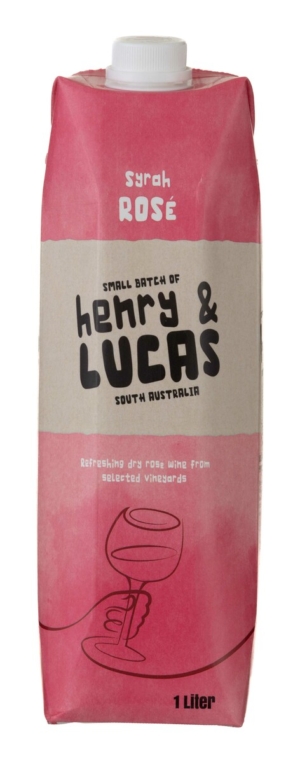 Syrah
ROSÉ
SMALL BATCH OF
henry &
LUCAS
SOUTH AUSTRALIA
Refreshing dry rosé wine from
selected vineyards
1 Liter